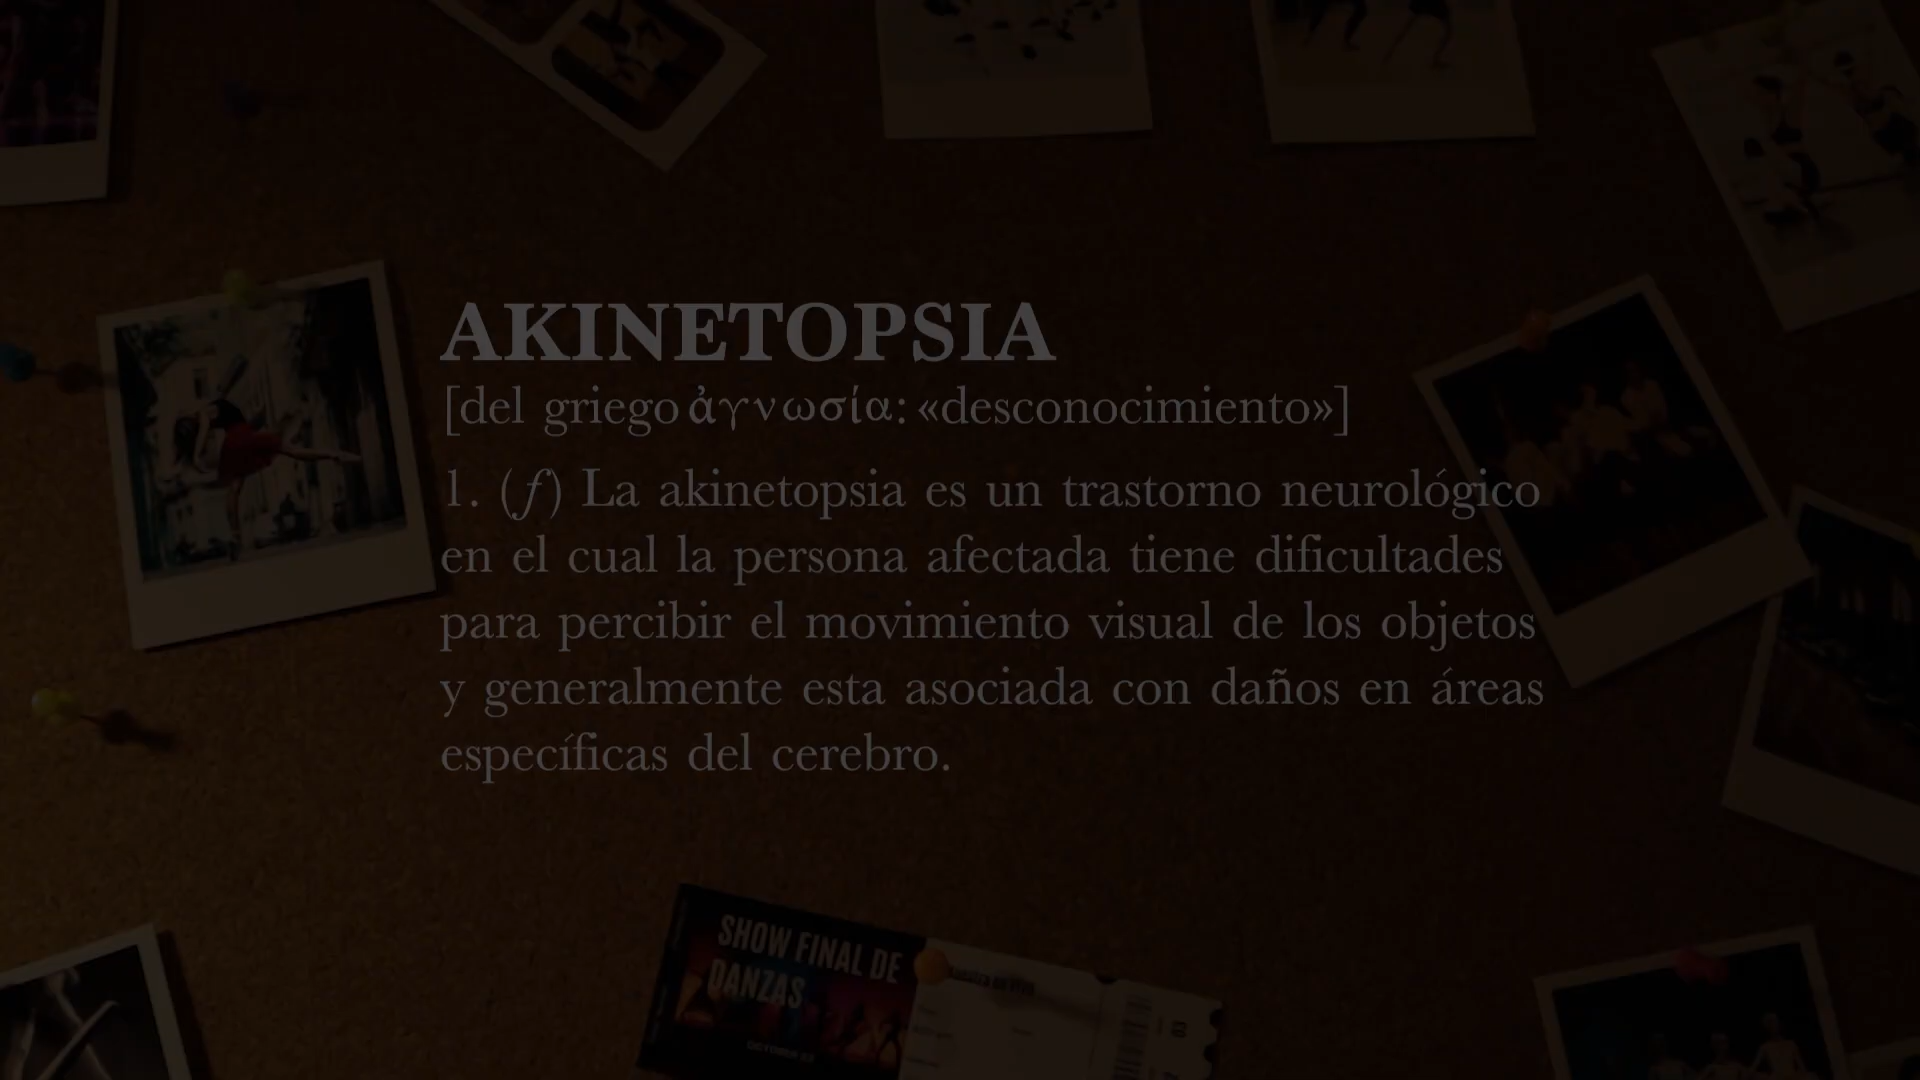 AKINETOPSIA
[del griego ἀγνωσία: «desconocimiento»]
1. (f) La akinetopsia es un trastorno neurológico
en el cual la persona afectada tiene dificultades
para percibir el movimiento visual de los objetos
y generalmente esta asociada con daños en áreas
específicas del cerebro.
SHOW FINAL DE
DANZAS
OCTUBRE 23